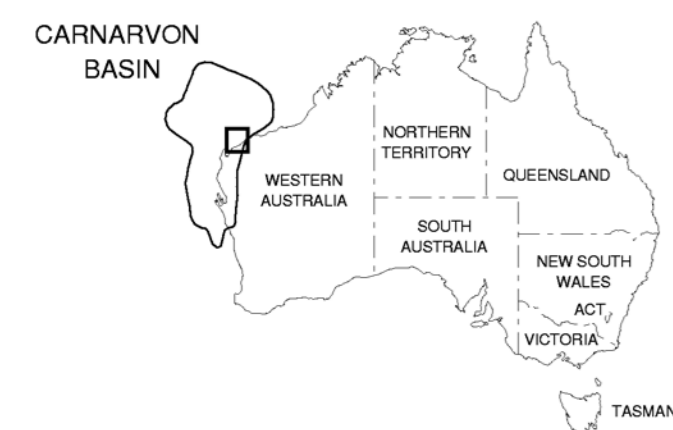 CARNARVON
BASIN
NORTHERN
TERRITORY
QUEENSLAND
WESTERN
AUSTRALIA
SOUTH
AUSTRALIA
NEW SOUTH
WALES
ACT
VICTORIA
TASMAN